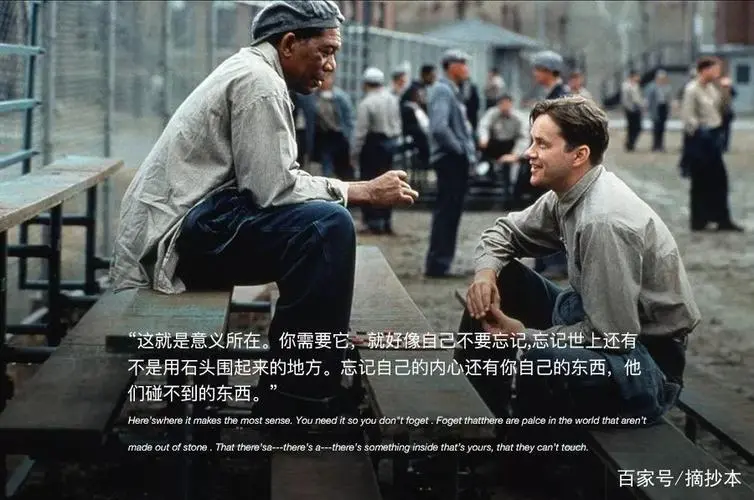 “这就是意义所在。你需要它，就好像自己不要忘记,忘记世上还有
不是用石头围起来的地方。忘记自己的内心还有你自己的东西，他
们碰不到的东西。”
Here'swhere it makes the most sense. You need it so you don"t foget . Foget thatthere are palce in the world that aren't
made out of stone . That there'sa---there's a---there's something inside that's yours, that they can't touch.
百家号/摘抄本